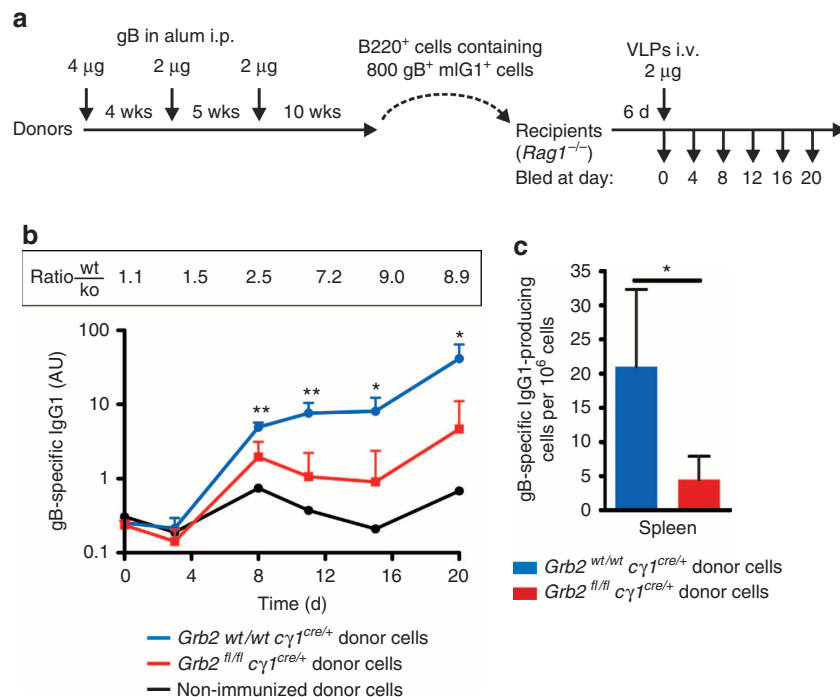 a
gB in alum i.p.
4 μg 2 μg 2 μg
4 wks 5 wks 10 wks
Donors
B220⁺ cells containing
800 gB⁺ mIG1⁺ cells
VLPs i.v.
2 μg
6 d
Recipients
(Rag1⁻/⁻)
Bled at day: 0 4 8 12 16 20
b
Ratio wt/ko 1.1 1.5 2.5 7.2 9.0 8.9
gB-specific IgG1 (AU)
100
10
1
0.1
** ** * *
0 4 8 12 16 20
Time (d)
Grb2 wt/wt cγ1cre/+ donor cells
Grb2 fl/fl cγ1cre/+ donor cells
Non-immunized donor cells
c
gB-specific IgG1-producing
cells per 10⁶ cells
35
30
25
20
15
10
5
0
*
Spleen
Grb2 wt/wt cγ1cre/+ donor cells
Grb2 fl/fl cγ1cre/+ donor cells